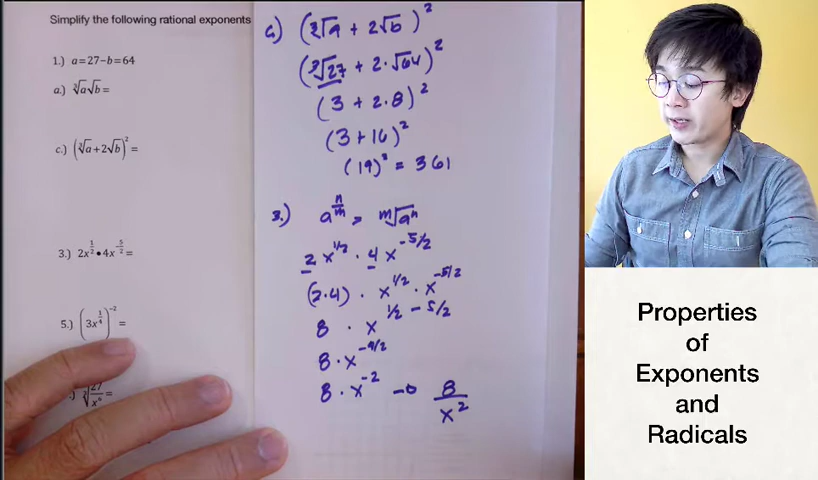 Simplify the following rational exponents
1.) a=27-b=64
a.) ∛a√b=
c.) (∛a+2√b)² =
3.) 2x^(1/2)•4x^(-5/2)=
5.) (3x^(1/4))^(-2) =
.) √(27/x⁶)=
c) (∛a + 2√b)²
(∛27 + 2·√64)²
(3 + 2·8)²
(3 + 16)²
(19)² = 361
3.) a^(n/m) = ᵐ√aⁿ
2x^(1/2) · 4x^(-5/2)
(2·4) · x^(1/2) · x^(-5/2)
8 · x^(1/2 - 5/2)
8·x^(-4/2)
8·x^(-2) → 8/x²
Properties
of
Exponents
and
Radicals